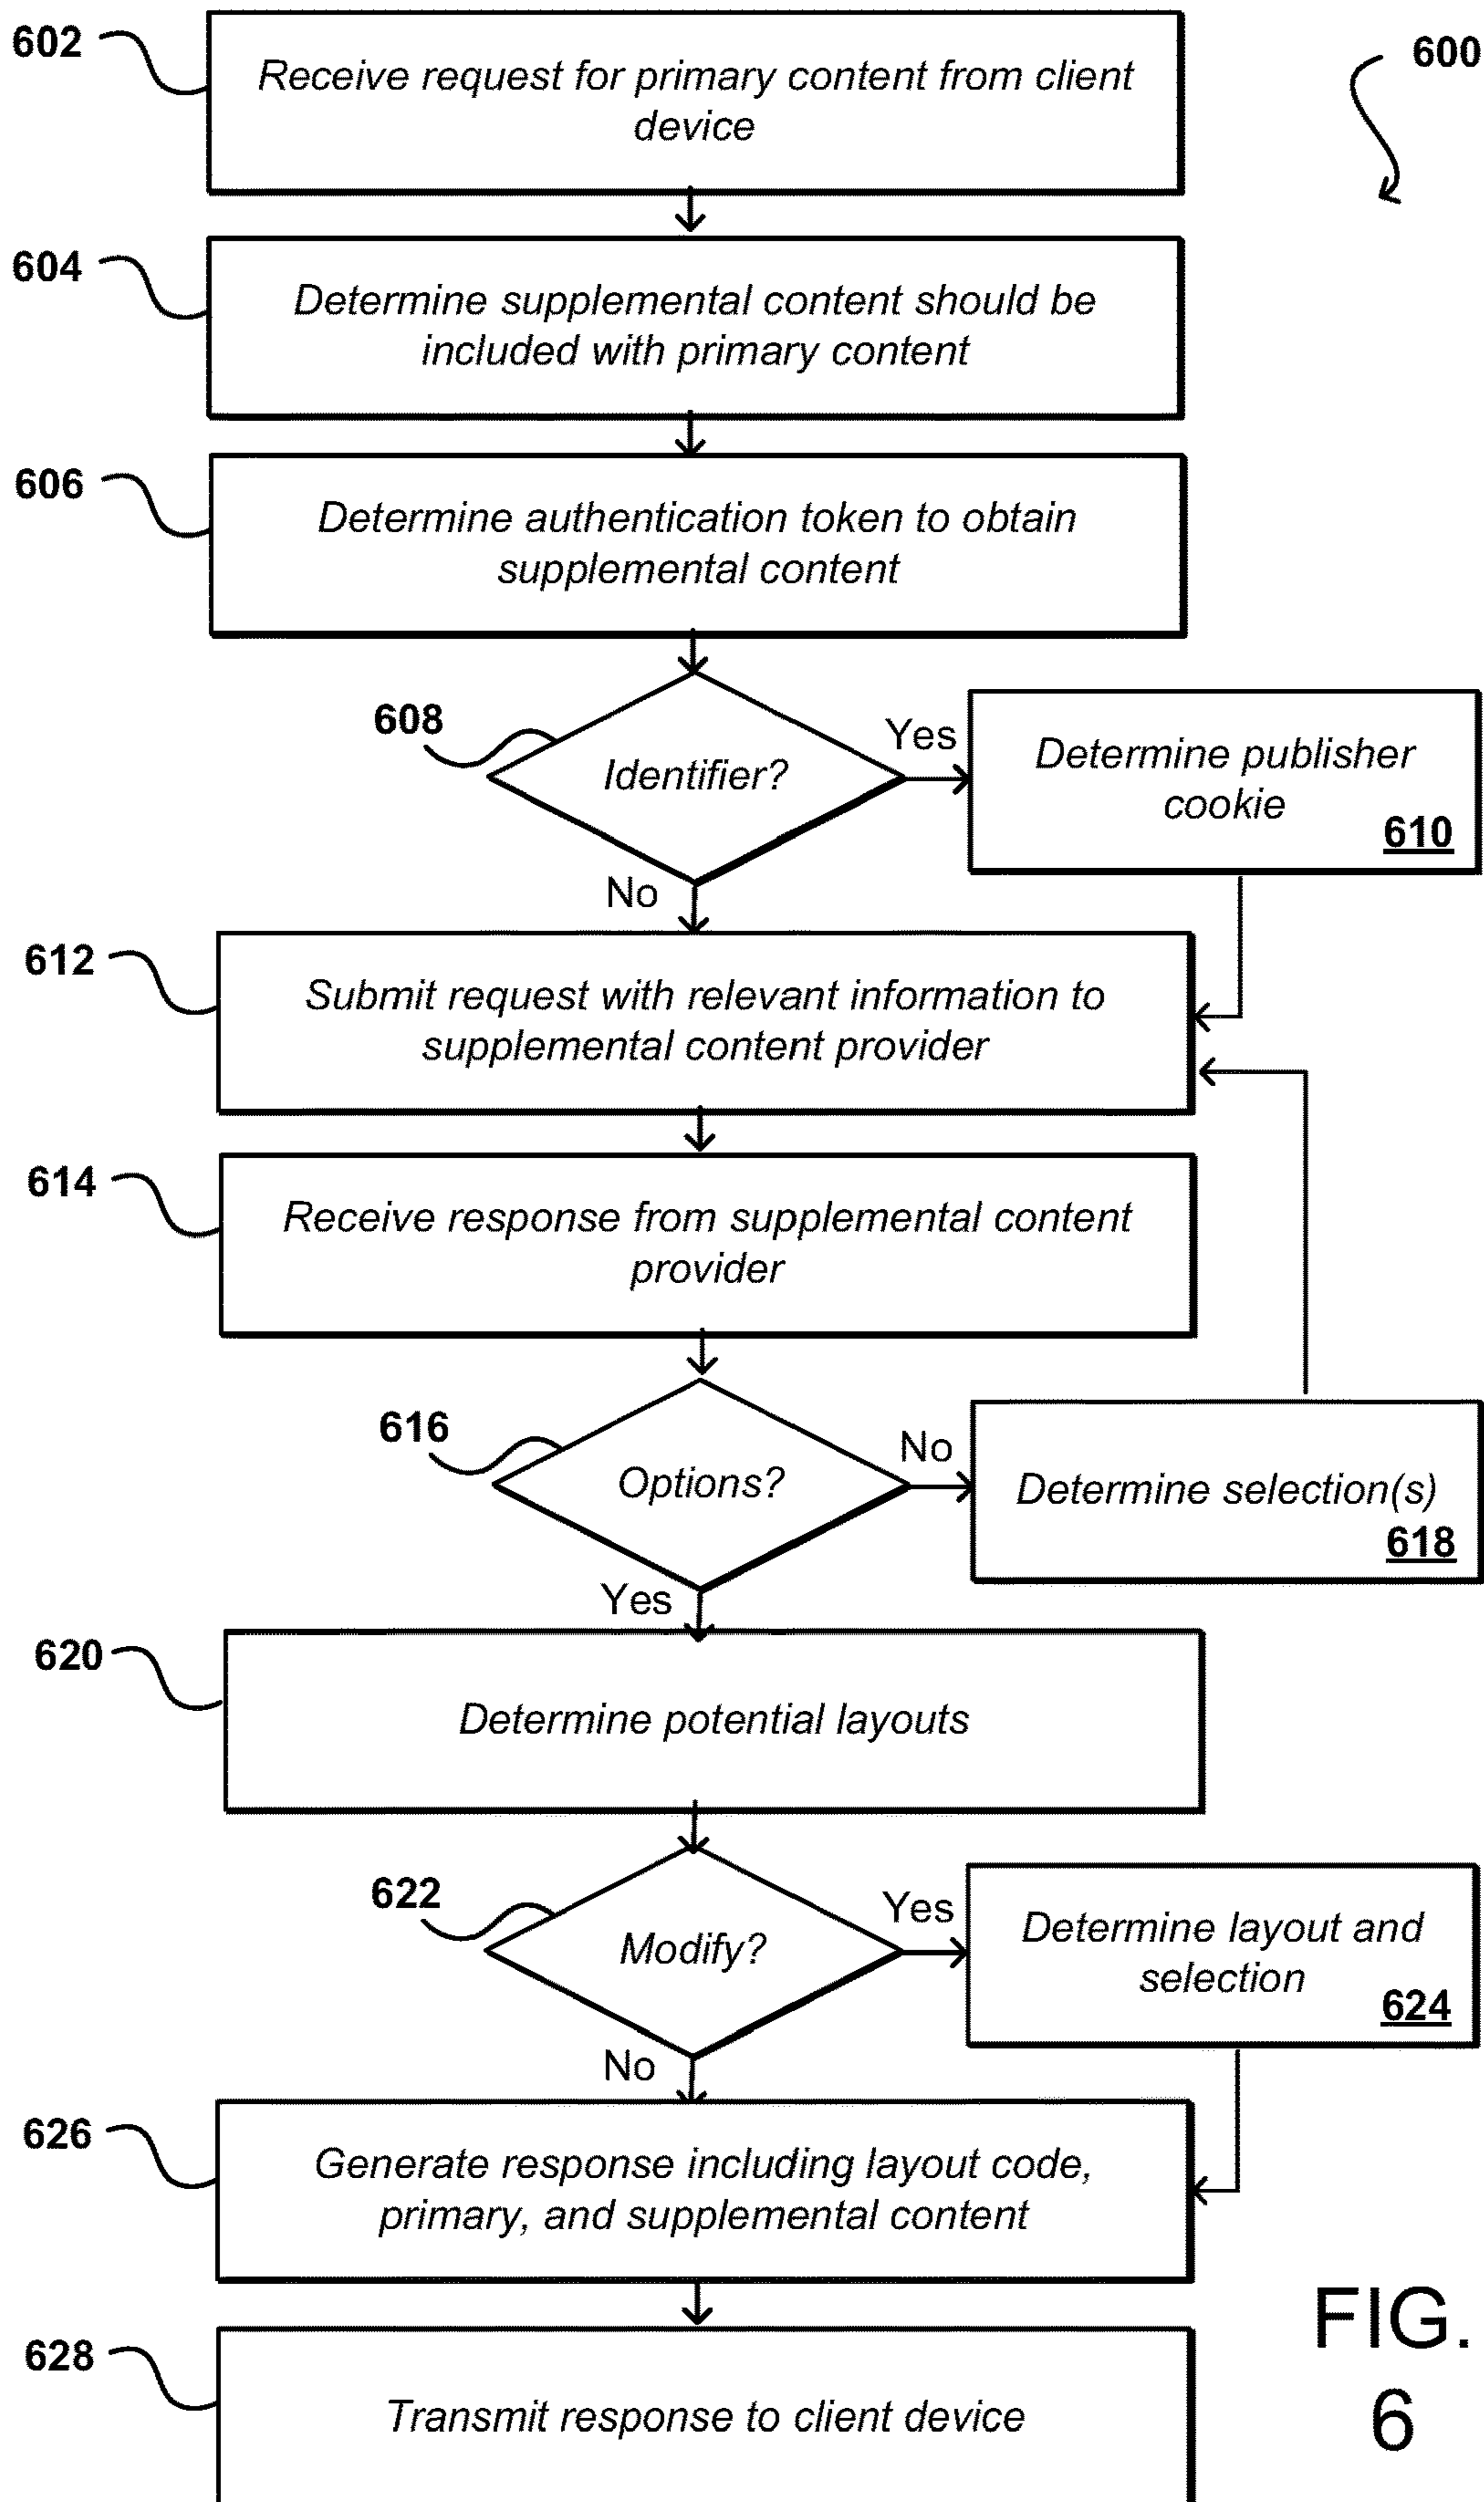 602
Receive request for primary content from client
device
600
604
Determine supplemental content should be
included with primary content
606
Determine authentication token to obtain
supplemental content
608
Identifier?
Yes
Determine publisher
cookie
610
No
612
Submit request with relevant information to
supplemental content provider
614
Receive response from supplemental content
provider
616
Options?
No
Determine selection(s)
618
Yes
620
Determine potential layouts
622
Modify?
Yes
Determine layout and
selection
624
No
626
Generate response including layout code,
primary, and supplemental content
628
Transmit response to client device
FIG.
6